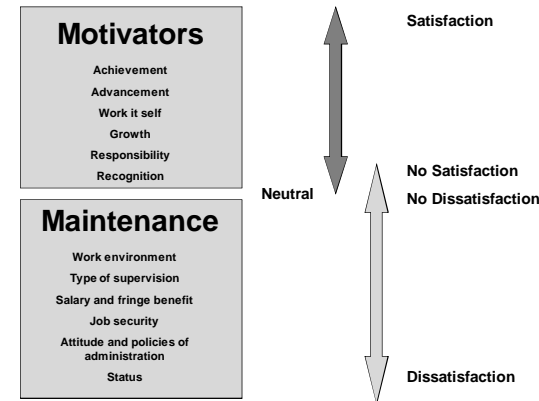 Motivators
Achievement
Advancement
Work it self
Growth
Responsibility
Recognition
Maintenance
Work environment
Type of supervision
Salary and fringe benefit
Job security
Attitude and policies of
administration
Status
Neutral
Satisfaction
No Satisfaction
No Dissatisfaction
Dissatisfaction